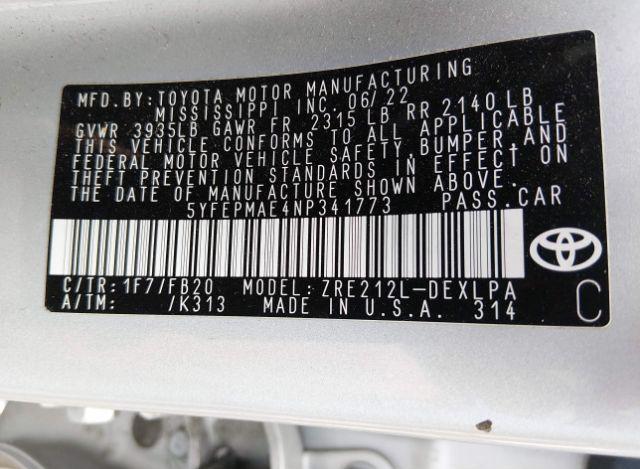 MFD.BY:TOYOTA MOTOR MANUFACTURING
MISSISSIPPI INC. 06/22
GVWR 3935LB GAWR FR 2315 LB RR 2140LB
THIS VEHICLE CONFORMS TO ALL APPLICABLE
FEDERAL MOTOR VEHICLE SAFETY,BUMPER,AND
THEFT PREVENTION STANDARDS IN EFFECT ON
THE DATE OF MANUFACTURE SHOWN ABOVE.
5YFEPMAE4NP341773 PASS.CAR
C/TR:1F7/FB20 MODEL:ZRE212L-DEXLPA
A/TM: /K313 MADE IN U.S.A. 314
C